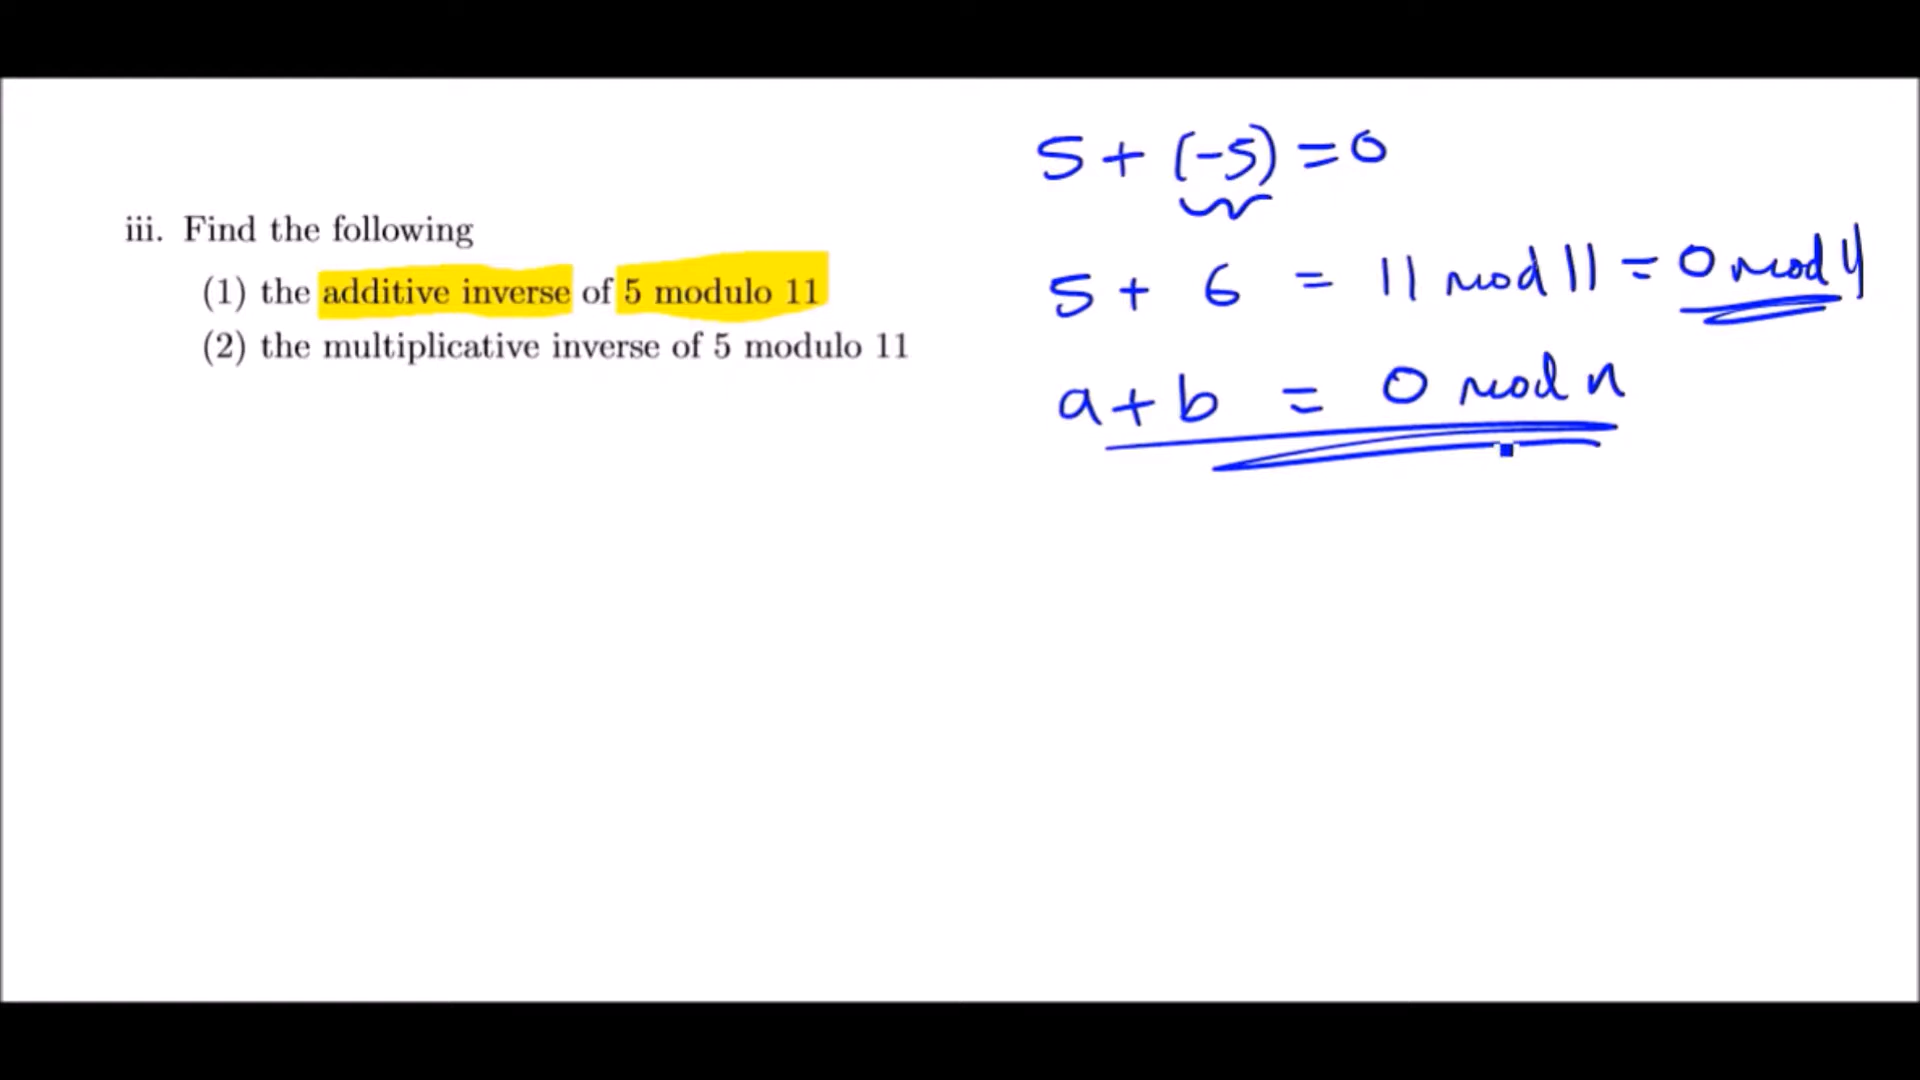 iii. Find the following
(1) the additive inverse of 5 modulo 11
(2) the multiplicative inverse of 5 modulo 11
5 + (-5) = 0
5 + 6 = 11 mod 11 = 0 mod 11
a + b = 0 mod n